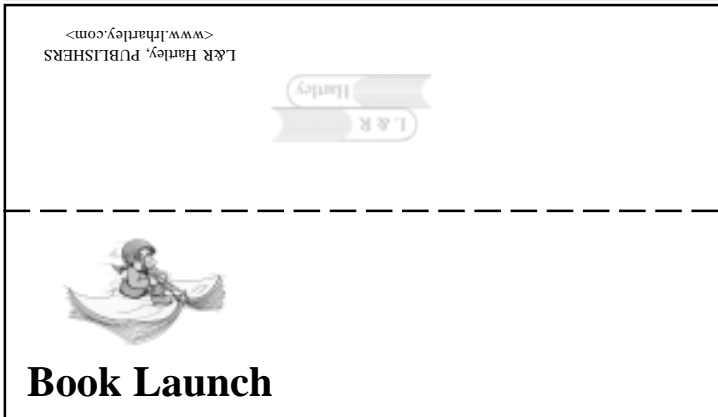 L&R Hartley, PUBLISHERS
<www.lrhartley.com>
L & R
Hartley
Book Launch